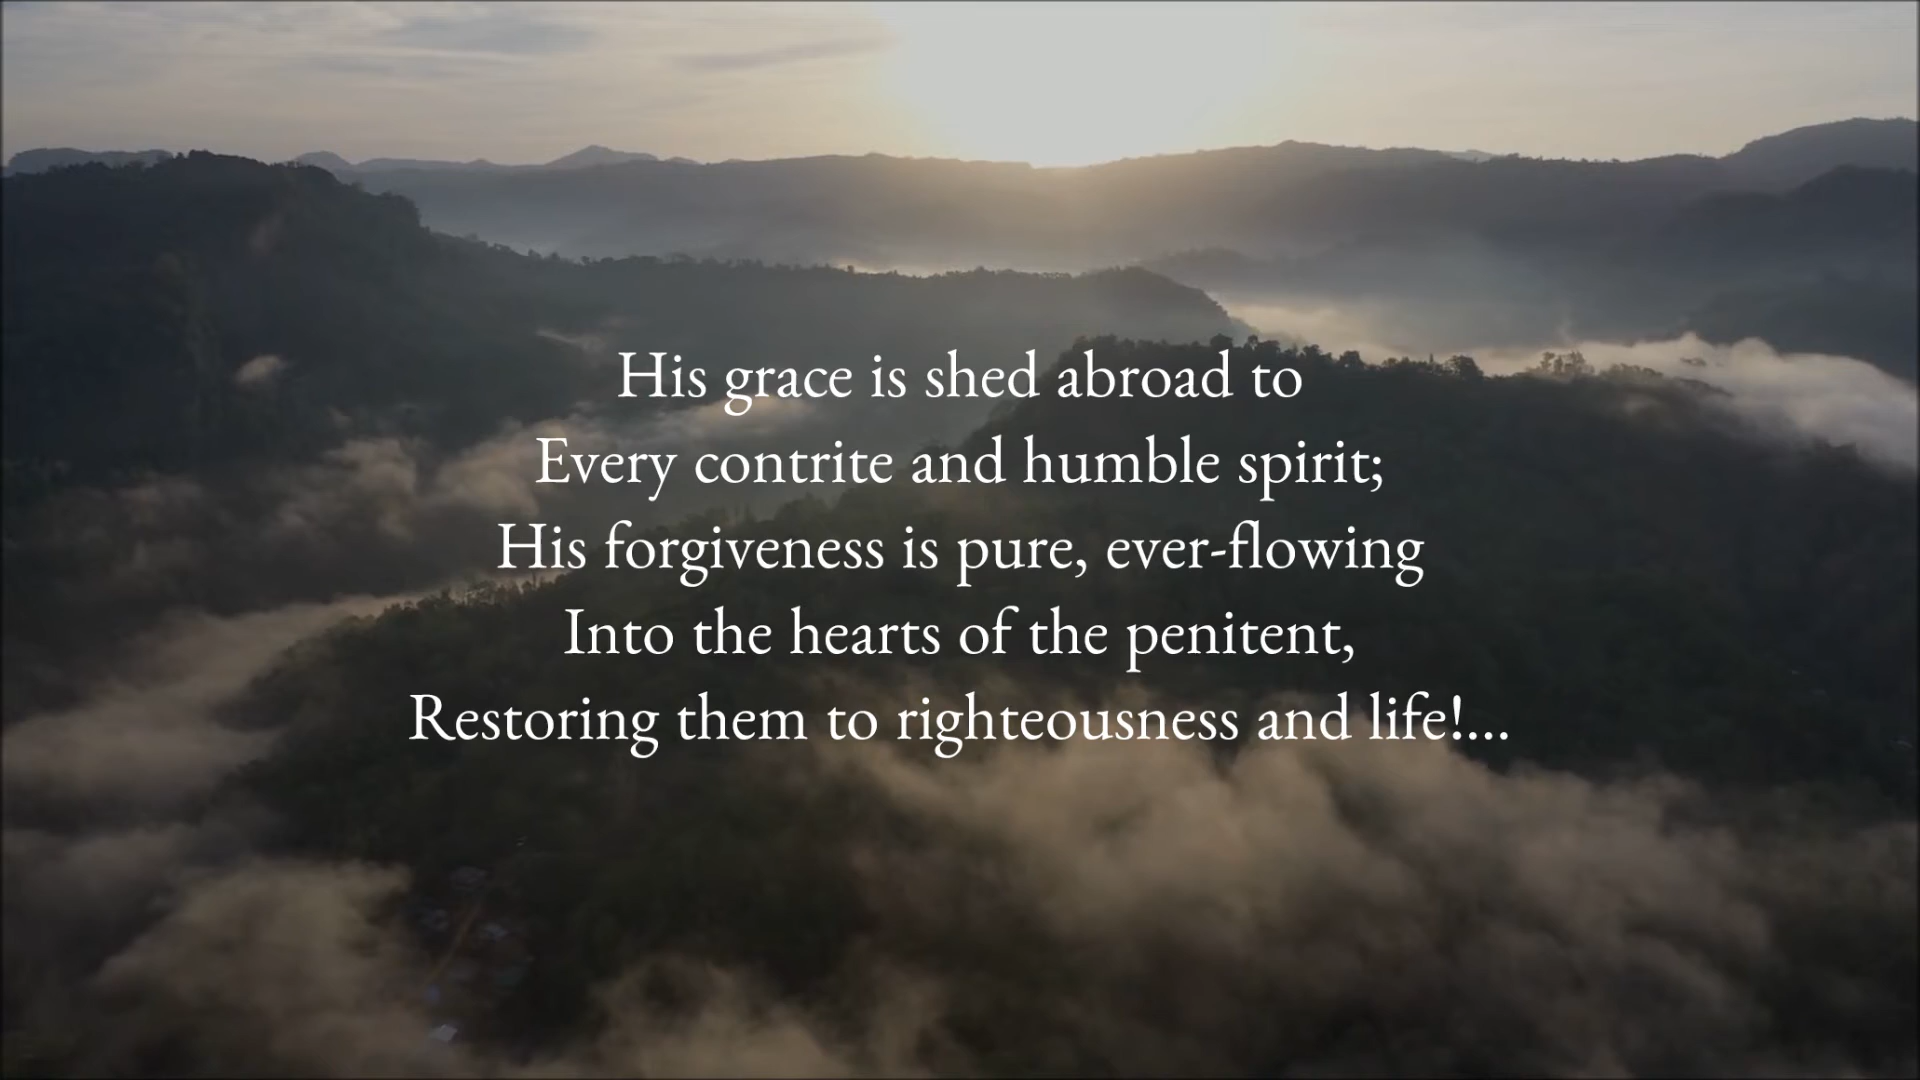 His grace is shed abroad to
Every contrite and humble spirit;
His forgiveness is pure, ever-flowing
Into the hearts of the penitent,
Restoring them to righteousness and life!...